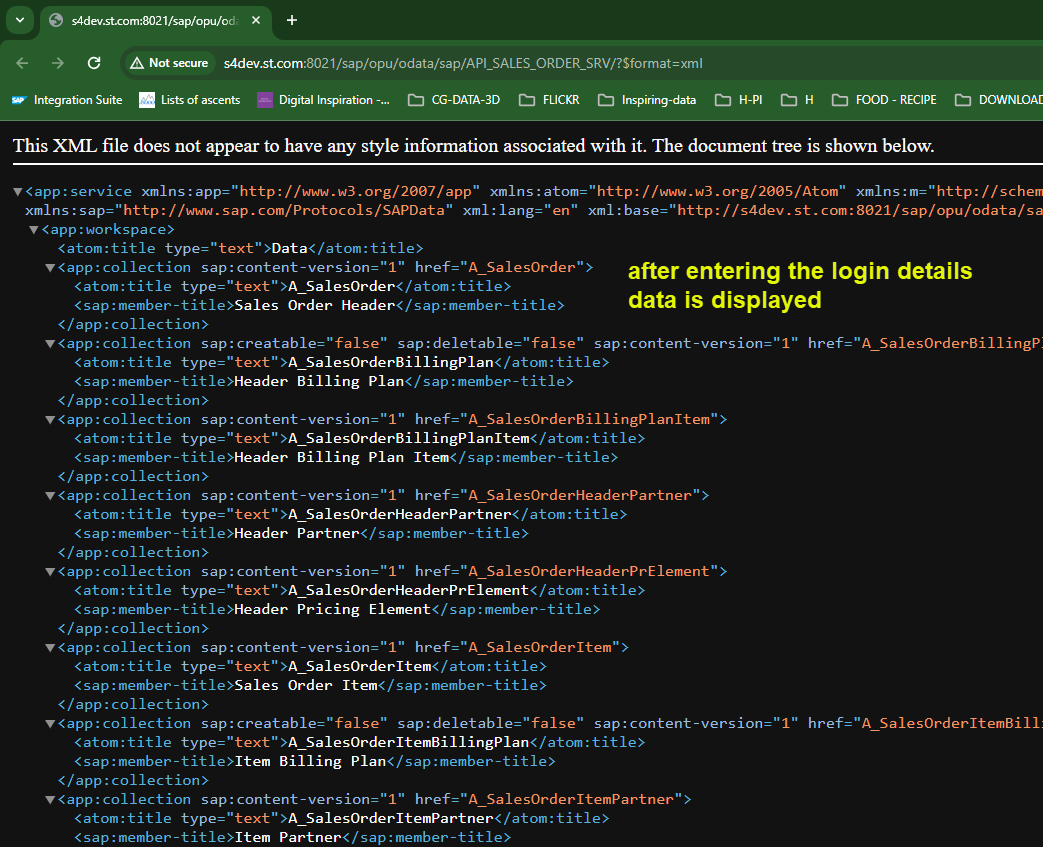 s4dev.st.com:8021/sap/opu/oda
Not secure s4dev.st.com:8021/sap/opu/odata/sap/API_SALES_ORDER_SRV/?$format=xml
SAP Integration Suite Lists of ascents Digital Inspiration -... CG-DATA-3D FLICKR Inspiring-data H-PI H FOOD - RECIPE DOWNLOAD
This XML file does not appear to have any style information associated with it. The document tree is shown below.
<app:service xmlns:app="http://www.w3.org/2007/app" xmlns:atom="http://www.w3.org/2005/Atom" xmlns:m="http://schem
xmlns:sap="http://www.sap.com/Protocols/SAPData" xml:lang="en" xml:base="http://s4dev.st.com:8021/sap/opu/odata/sa
<app:workspace>
<atom:title type="text">Data</atom:title>
<app:collection sap:content-version="1" href="A_SalesOrder">
<atom:title type="text">A_SalesOrder</atom:title>
<sap:member-title>Sales Order Header</sap:member-title>
</app:collection>
after entering the login details
data is displayed
<app:collection sap:creatable="false" sap:deletable="false" sap:content-version="1" href="A_SalesOrderBillingPl
<atom:title type="text">A_SalesOrderBillingPlan</atom:title>
<sap:member-title>Header Billing Plan</sap:member-title>
</app:collection>
<app:collection sap:content-version="1" href="A_SalesOrderBillingPlanItem">
<atom:title type="text">A_SalesOrderBillingPlanItem</atom:title>
<sap:member-title>Header Billing Plan Item</sap:member-title>
</app:collection>
<app:collection sap:content-version="1" href="A_SalesOrderHeaderPartner">
<atom:title type="text">A_SalesOrderHeaderPartner</atom:title>
<sap:member-title>Header Partner</sap:member-title>
</app:collection>
<app:collection sap:content-version="1" href="A_SalesOrderHeaderPrElement">
<atom:title type="text">A_SalesOrderHeaderPrElement</atom:title>
<sap:member-title>Header Pricing Element</sap:member-title>
</app:collection>
<app:collection sap:content-version="1" href="A_SalesOrderItem">
<atom:title type="text">A_SalesOrderItem</atom:title>
<sap:member-title>Sales Order Item</sap:member-title>
</app:collection>
<app:collection sap:creatable="false" sap:deletable="false" sap:content-version="1" href="A_SalesOrderItemBilli
<atom:title type="text">A_SalesOrderItemBillingPlan</atom:title>
<sap:member-title>Item Billing Plan</sap:member-title>
</app:collection>
<app:collection sap:content-version="1" href="A_SalesOrderItemPartner">
<atom:title type="text">A_SalesOrderItemPartner</atom:title>
<sap:member-title>Item Partner</sap:member-title>